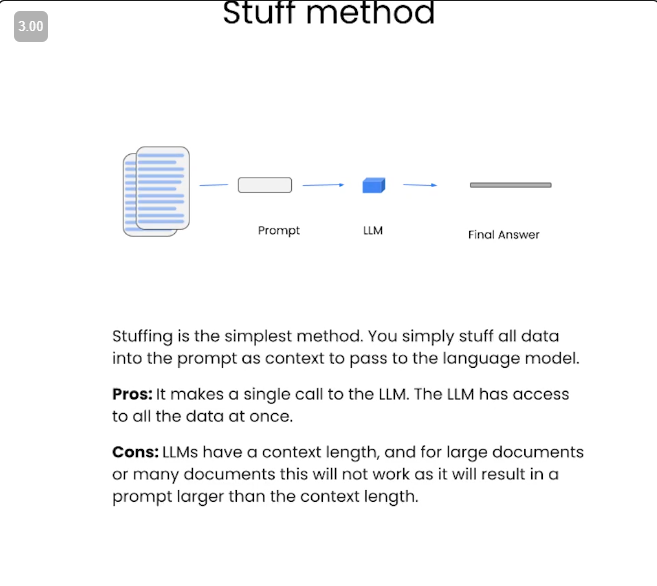 3.00
Stuff method
Prompt
LLM
Final Answer
Stuffing is the simplest method. You simply stuff all data
into the prompt as context to pass to the language model.
Pros: It makes a single call to the LLM. The LLM has access
to all the data at once.
Cons: LLMs have a context length, and for large documents
or many documents this will not work as it will result in a
prompt larger than the context length.